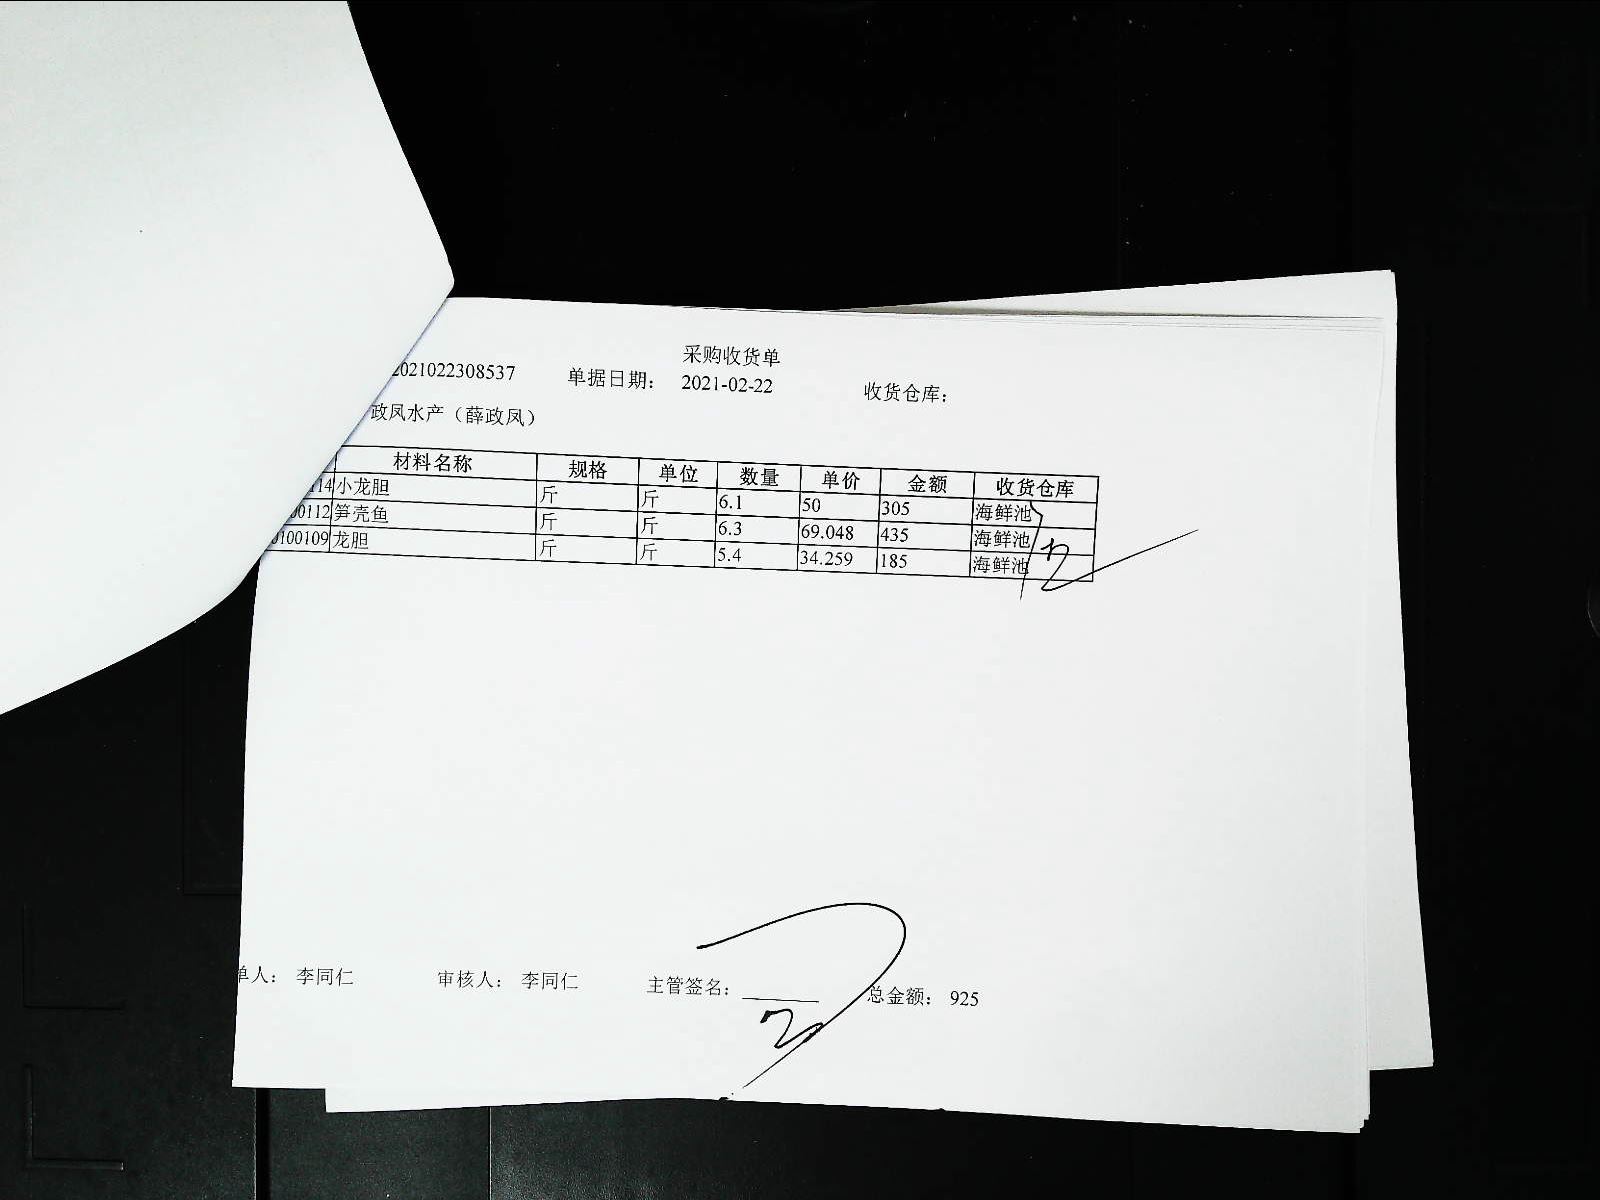 采购收货单
2021022308537 单据日期： 2021-02-22 收货仓库：
政凤水产（薛政凤）
材料名称 规格 单位 数量 单价 金额 收货仓库
114 小龙胆 斤 斤 6.1 50 305 海鲜池
00112 笋壳鱼 斤 斤 6.3 69.048 435 海鲜池
0100109 龙胆 斤 斤 5.4 34.259 185 海鲜池
单人： 李同仁 审核人： 李同仁 主管签名： 总金额： 925